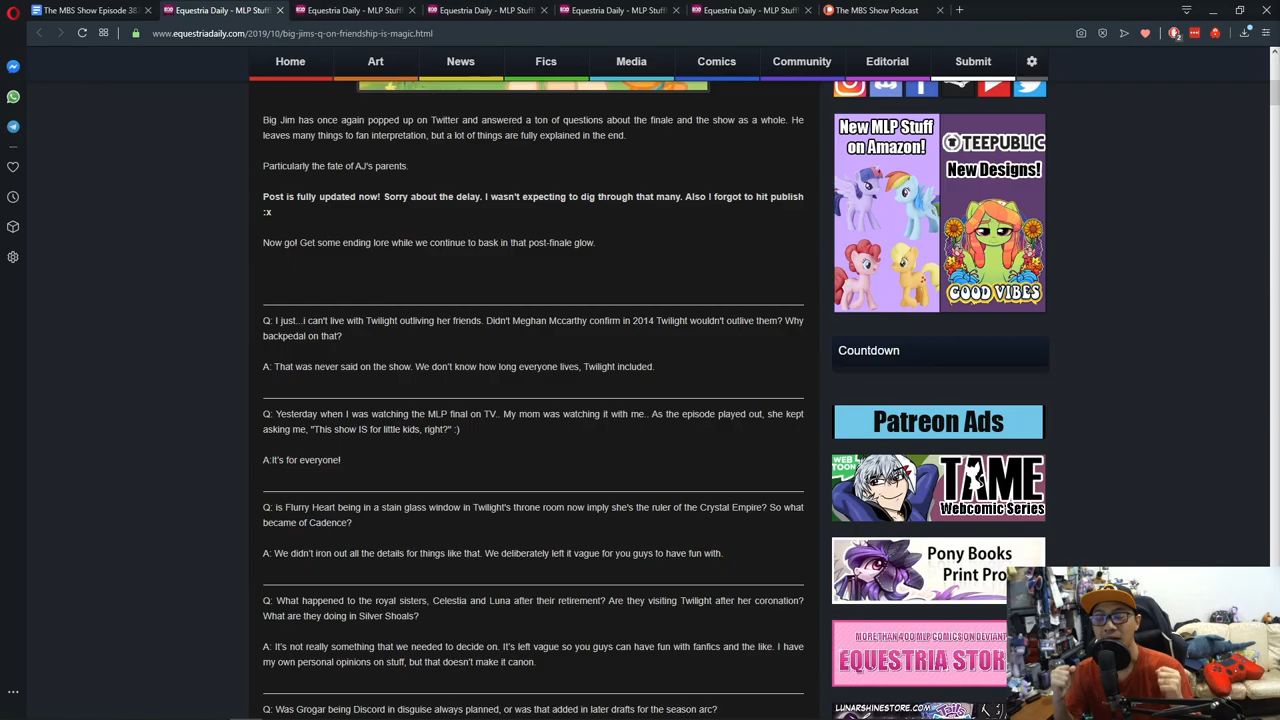 The MBS Show Episode 38
Equestria Daily - MLP Stuf
Equestria Daily - MLP Stuff
Equestria Daily - MLP Stuff
Equestria Daily - MLP Stuff
Equestria Daily - MLP Stuff
The MBS Show Podcast
www.equestriadaily.com/2019/10/big-jims-q-on-friendship-is-magic.html
2
Home
Art
News
Fics
Media
Comics
Community
Editorial
Submit
Big Jim has once again popped up on Twitter and answered a ton of questions about the finale and the show as a whole. He
leaves many things to fan interpretation, but a lot of things are fully explained in the end.
Particularly the fate of AJ's parents.
Post is fully updated now! Sorry about the delay. I wasn't expecting to dig through that many. Also I forgot to hit publish
:x
Now go! Get some ending lore while we continue to bask in that post-finale glow.
Q: I just...i can't live with Twilight outliving her friends. Didn't Meghan Mccarthy confirm in 2014 Twilight wouldn't outlive them? Why
backpedal on that?
A: That was never said on the show. We don't know how long everyone lives, Twilight included.
Q: Yesterday when I was watching the MLP final on TV.. My mom was watching it with me.. As the episode played out, she kept
asking me, "This show IS for little kids, right?" :)
A:It's for everyone!
Q: is Flurry Heart being in a stain glass window in Twilight's throne room now imply she's the ruler of the Crystal Empire? So what
became of Cadence?
A: We didn't iron out all the details for things like that. We deliberately left it vague for you guys to have fun with.
Q: What happened to the royal sisters, Celestia and Luna after their retirement? Are they visiting Twilight after her coronation?
What are they doing in Silver Shoals?
A: It's not really something that we needed to decide on. It's left vague so you guys can have fun with fanfics and the like. I have
my own personal opinions on stuff, but that doesn't make it canon.
Q: Was Grogar being Discord in disguise always planned, or was that added in later drafts for the season arc?
New MLP Stuff
on Amazon!
TEEPUBLIC
New Designs!
GOOD VIBES
Countdown
Patreon Ads
WEB
TOON
TAME
Webcomic Series
Pony Books
Print Pro
MORE THAN 400 MLP COMICS ON DEVIANT
EQUESTRIA STOR
LUNARSHINESTORE.COM
Tails